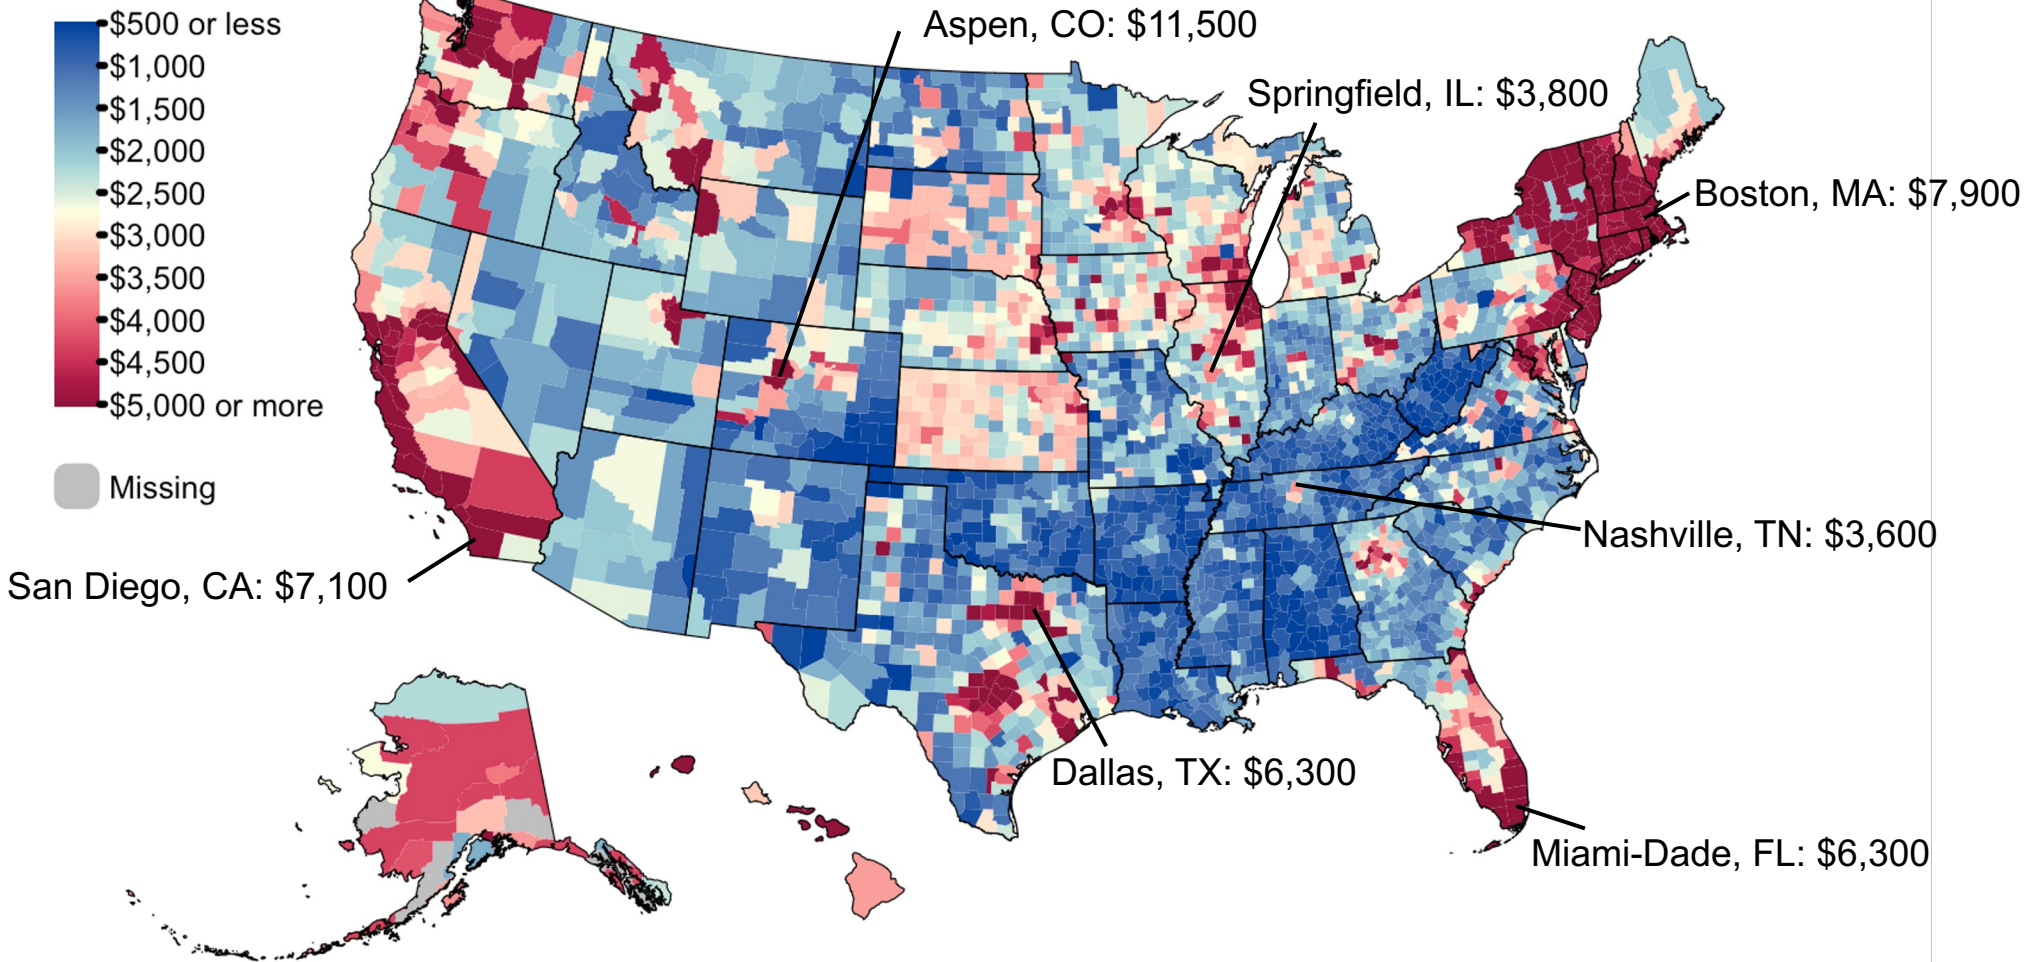 $500 or less
$1,000
$1,500
$2,000
$2,500
$3,000
$3,500
$4,000
$4,500
$5,000 or more
Missing
Aspen, CO: $11,500
Springfield, IL: $3,800
Boston, MA: $7,900
Nashville, TN: $3,600
San Diego, CA: $7,100
Dallas, TX: $6,300
Miami-Dade, FL: $6,300